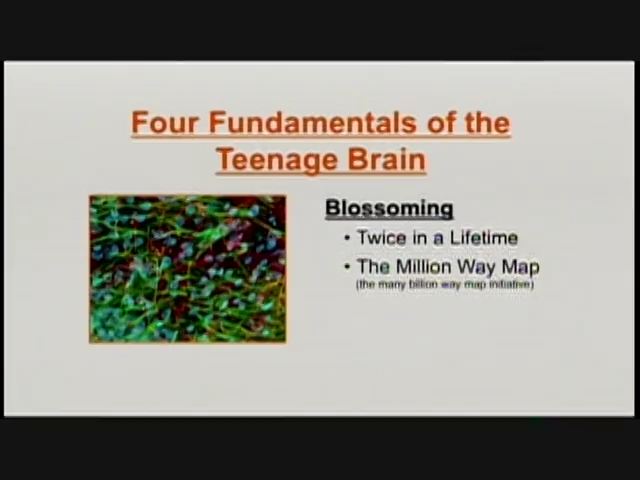 Four Fundamentals of the
Teenage Brain
Blossoming
• Twice in a Lifetime
• The Million Way Map
(the many billion way map initiative)